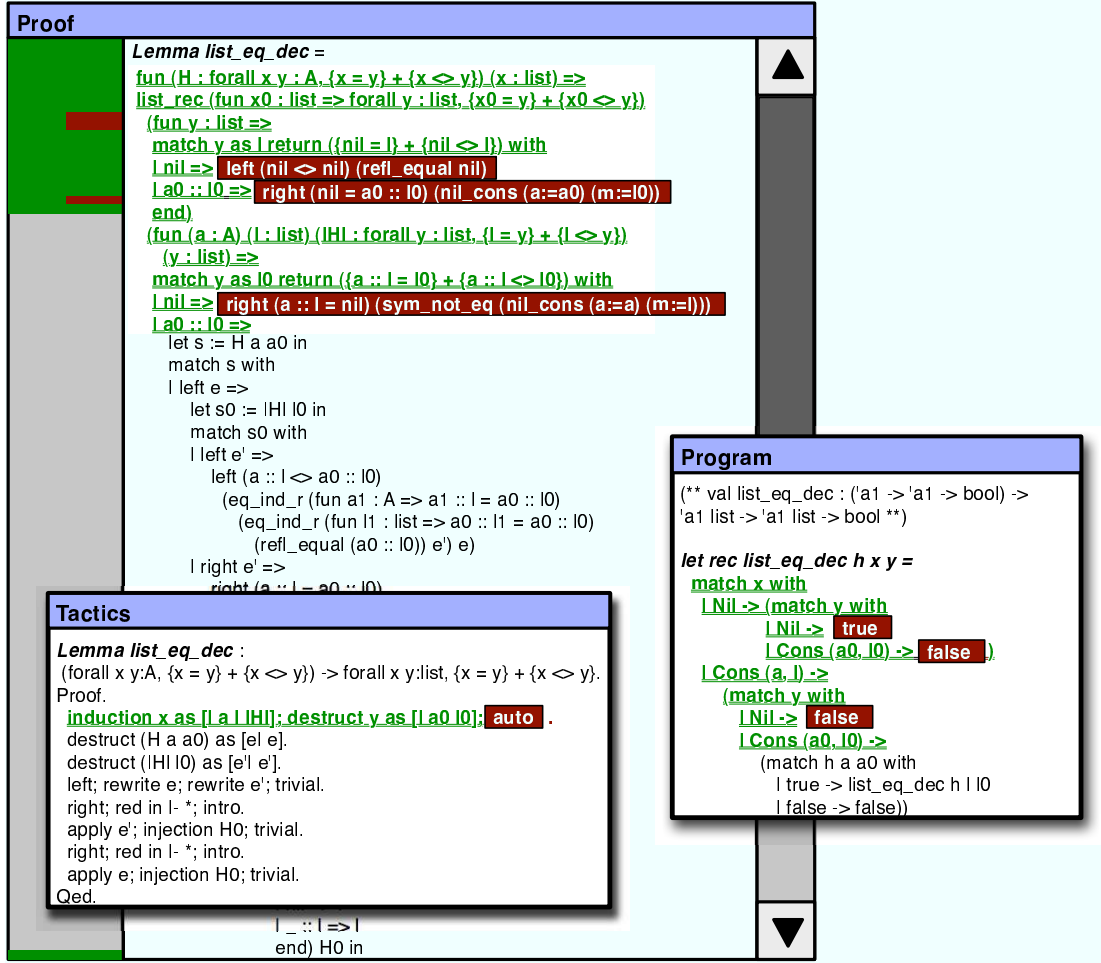 Proof
Lemma list_eq_dec =
fun (H : forall x y : A, {x = y} + {x <> y}) (x : list) =>
list_rec (fun x0 : list => forall y : list, {x0 = y} + {x0 <> y})
(fun y : list =>
match y as l return ({nil = l} + {nil <> l}) with
| nil => left (nil <> nil) (refl_equal nil)
| a0 :: l0 => right (nil = a0 :: l0) (nil_cons (a:=a0) (m:=l0))
end)
(fun (a : A) (l : list) (IHl : forall y : list, {l = y} + {l <> y})
(y : list) =>
match y as l0 return ({a :: l = l0} + {a :: l <> l0}) with
| nil => right (a :: l = nil) (sym_not_eq (nil_cons (a:=a) (m:=l)))
| a0 :: l0 =>
let s := H a a0 in
match s with
| left e =>
let s0 := IHl l0 in
match s0 with
| left e' =>
left (a :: l <> a0 :: l0)
(eq_ind_r (fun a1 : A => a1 :: l = a0 :: l0)
(eq_ind_r (fun l1 : list => a0 :: l1 = a0 :: l0)
(refl_equal (a0 :: l0)) e') e)
| right e' =>
right (a :: l = a0 :: l0)
| _ :: l => l
end) H0 in
Tactics
Lemma list_eq_dec :
(forall x y:A, {x = y} + {x <> y}) -> forall x y:list, {x = y} + {x <> y}.
Proof.
induction x as [| a l IHl]; destruct y as [| a0 l0]; auto .
destruct (H a a0) as [e| e].
destruct (IHl l0) as [e'| e'].
left; rewrite e; rewrite e'; trivial.
right; red in |- *; intro.
apply e'; injection H0; trivial.
right; red in |- *; intro.
apply e; injection H0; trivial.
Qed.
Program
(** val list_eq_dec : ('a1 -> 'a1 -> bool) ->
'a1 list -> 'a1 list -> bool **)
let rec list_eq_dec h x y =
match x with
| Nil -> (match y with
| Nil -> true
| Cons (a0, l0) -> false )
| Cons (a, l) ->
(match y with
| Nil -> false
| Cons (a0, l0) ->
(match h a a0 with
| true -> list_eq_dec h l l0
| false -> false))